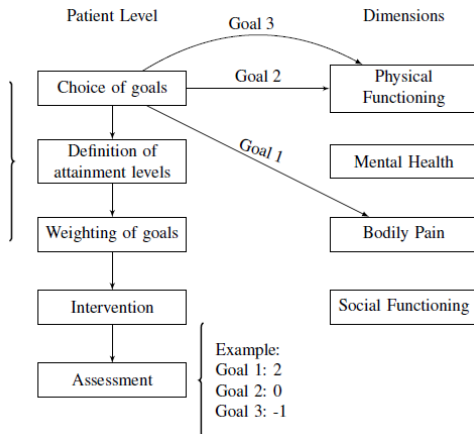 Patient Level
Dimensions
Goal 3
Choice of goals
Goal 2
Physical
Functioning
Goal 1
Definition of
attainment levels
Mental Health
Weighting of goals
Bodily Pain
Intervention
Social Functioning
Assessment
Example:
Goal 1: 2
Goal 2: 0
Goal 3: -1